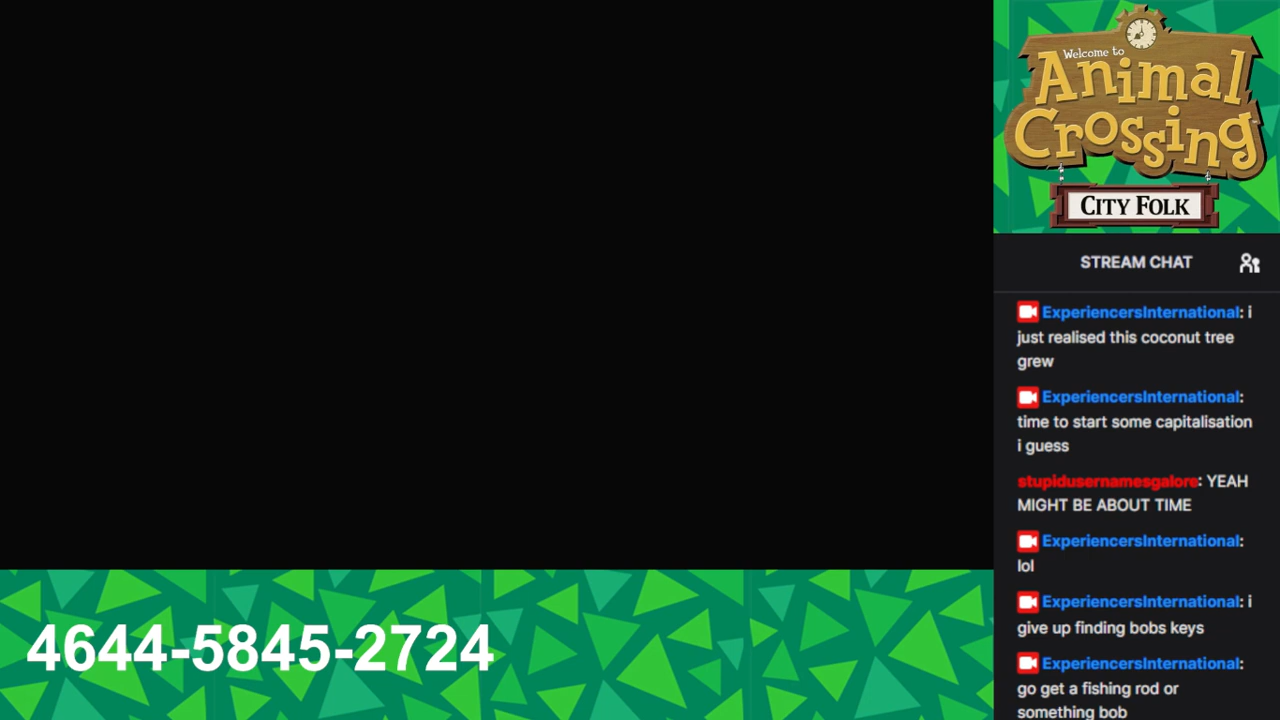 Welcome to
Animal
Crossing
CITY FOLK
STREAM CHAT
ExperiencersInternational: i
just realised this coconut tree
grew
ExperiencersInternational:
time to start some capitalisation
i guess
stupidusernamesgalore: YEAH
MIGHT BE ABOUT TIME
ExperiencersInternational:
lol
ExperiencersInternational: i
give up finding bobs keys
ExperiencersInternational:
go get a fishing rod or
something bob
4644-5845-2724